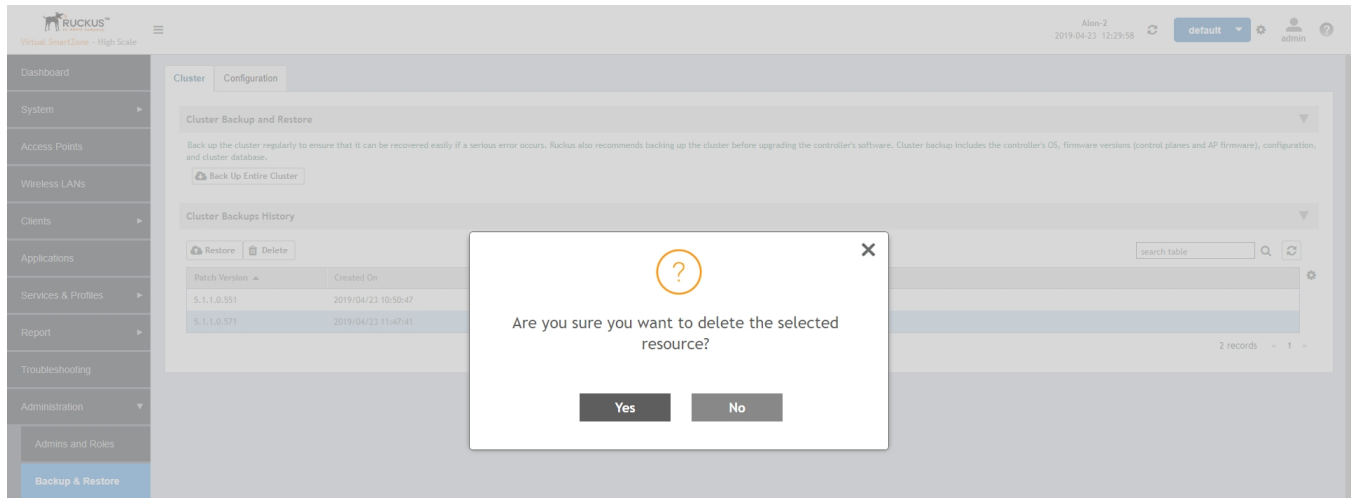 RUCKUS™
Virtual SmartZone - High Scale
Alon-2
2019-04-23 12:29:58
default
admin
Dashboard
System
Access Points
Wireless LANs
Clients
Applications
Services & Profiles
Report
Troubleshooting
Administration
Admins and Roles
Backup & Restore
Cluster
Configuration
Cluster Backup and Restore
Back up the cluster regularly to ensure that it can be recovered easily if a serious error occurs. Ruckus also recommends backing up the cluster before upgrading the controller's software. Cluster backup includes the controller's OS, firmware versions (control planes and AP firmware), configuration,
and cluster database.
Back Up Entire Cluster
Cluster Backups History
Restore
Delete
search table
Patch Version
Created On
5.1.1.0.551 2019/04/23 10:50:47
5.1.1.0.571 2019/04/23 11:47:41
2 records
1
Are you sure you want to delete the selected
resource?
Yes
No